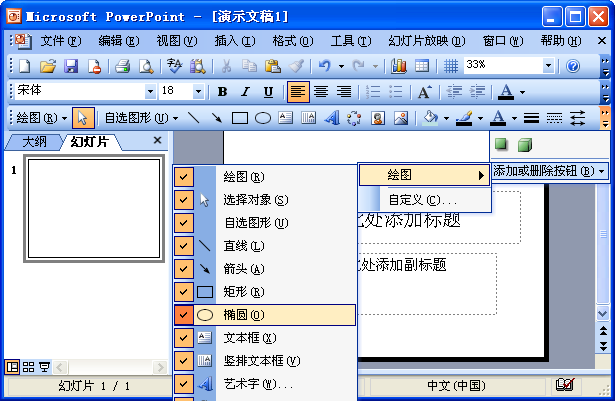 Microsoft PowerPoint - [演示文稿1]
文件(F) 编辑(E) 视图(V) 插入(I) 格式(O) 工具(T) 幻灯片放映(D) 窗口(W) 帮助(H)
33%
宋体 18 B I U A A
绘图(R) 自选图形(U) A
大纲 幻灯片
绘图 添加或删除按钮(B)
自定义(C)...
1
绘图(R)
选择对象(S)
自选图形(U)
直线(L)
箭头(A)
矩形(R)
椭圆(O)
文本框(X)
竖排文本框(V)
艺术字(W)...
此处添加标题
此处添加副标题
幻灯片 1 / 1 中文(中国)